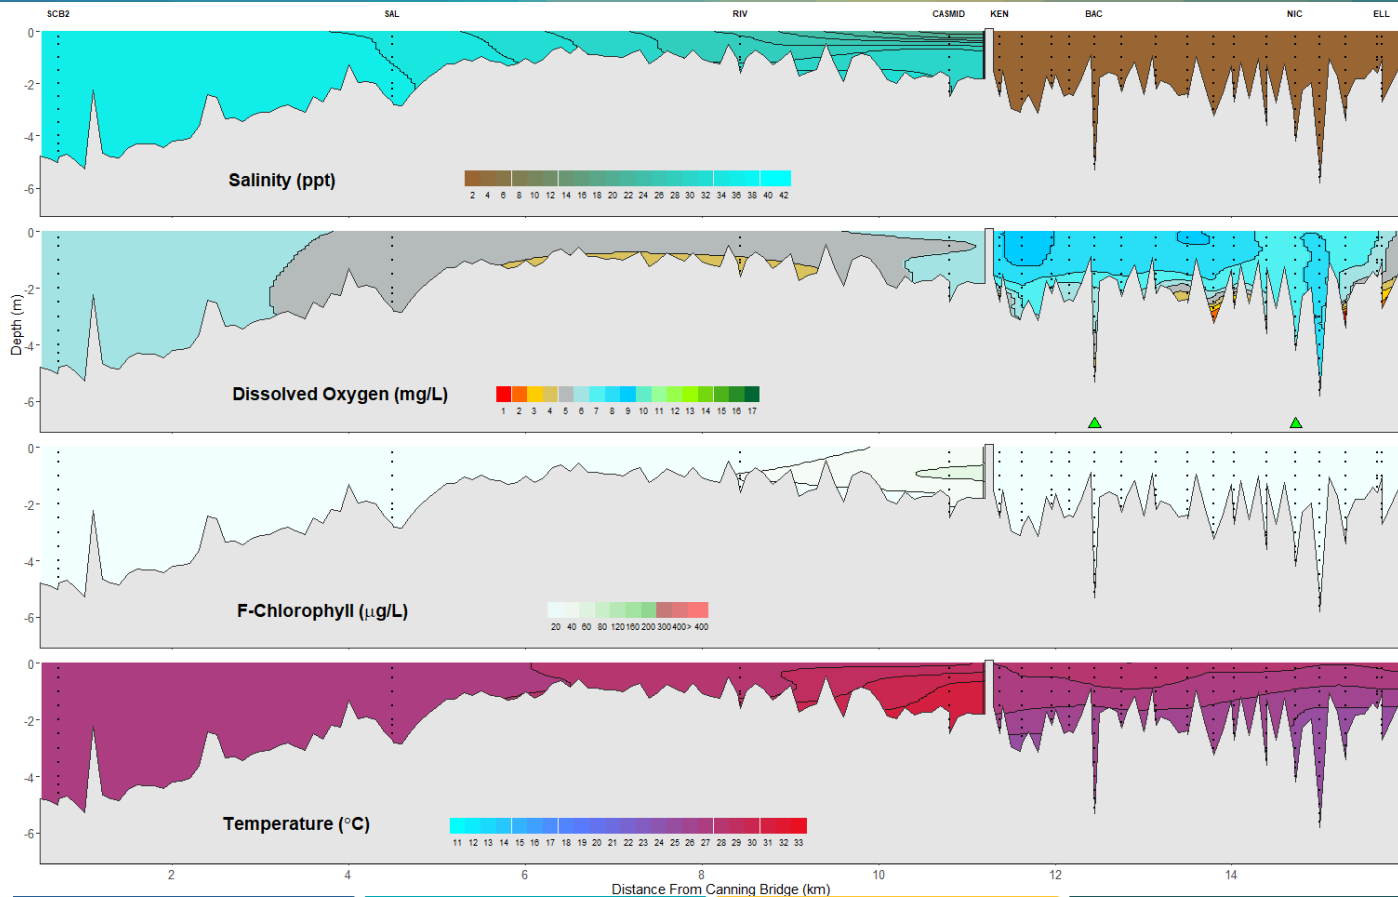 SCB2 SAL RIV CASMID KEN BAC NIC ELL
0
-2
-4
-6
Salinity (ppt)
2 4 6 8 10 12 14 16 18 20 22 24 26 28 30 32 34 36 38 40 42
0
-2
-4
-6
Depth (m)
Dissolved Oxygen (mg/L)
1 2 3 4 5 6 7 8 9 10 11 12 13 14 15 16 17
0
-2
-4
-6
F-Chlorophyll (μg/L)
20 40 60 80 120 160 200 300 400 > 400
0
-2
-4
-6
Temperature (°C)
11 12 13 14 15 16 17 18 19 20 21 22 23 24 25 26 27 28 29 30 31 32 33
2 4 6 8 10 12 14
Distance From Canning Bridge (km)